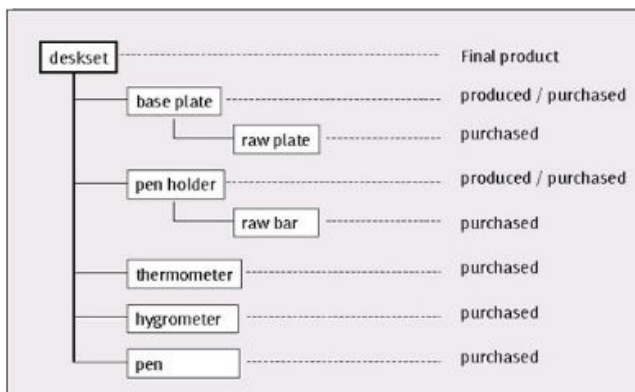 deskset Final product
base plate produced / purchased
raw plate purchased
pen holder produced / purchased
raw bar purchased
thermometer purchased
hygrometer purchased
pen purchased